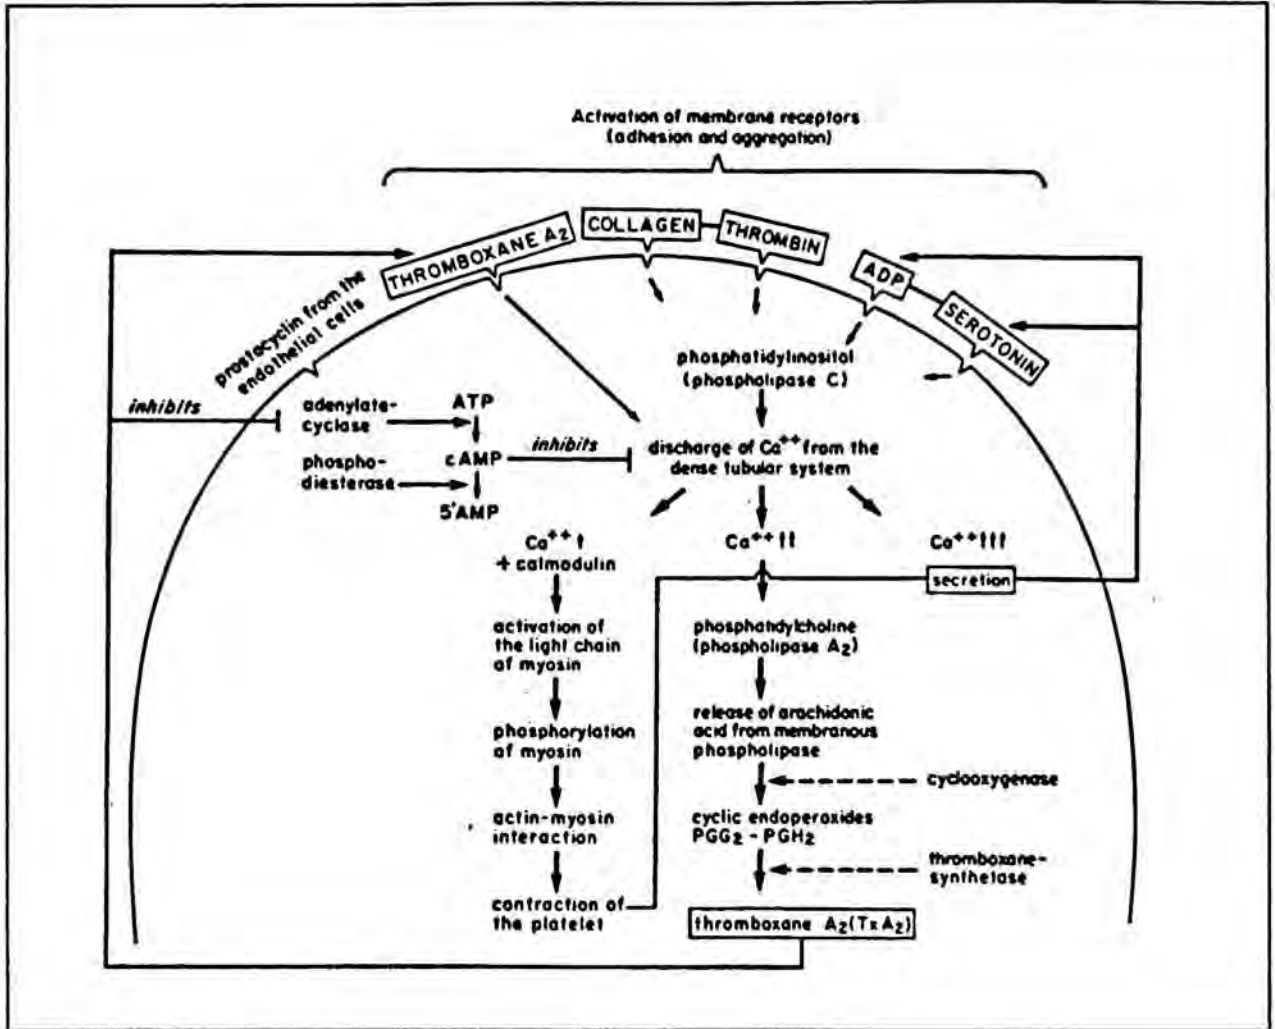 Activation of membrane receptors
(adhesion and aggregation)
THROMBOXANE A2
COLLAGEN
THROMBIN
ADP
SEROTONIN
prostacyclin from the
endothelial cells
phosphatidylinositol
(phospholipase C)
inhibits
adenylate-
cyclase
ATP
cAMP
inhibits
phospho-
diesterase
5'AMP
discharge of Ca++ from the
dense tubular system
Ca++↑
+ calmodulin
Ca++↑↑
Ca++↑↑↑
secretion
activation of
the light chain
of myosin
phosphatidylcholine
(phospholipase A2)
phosphorylation
of myosin
release of arachidonic
acid from membranous
phospholipase
cyclooxygenase
actin-myosin
interaction
cyclic endoperoxides
PGG2 - PGH2
thromboxane-
synthetase
contraction of
the platelet
thromboxane A2(TxA2)